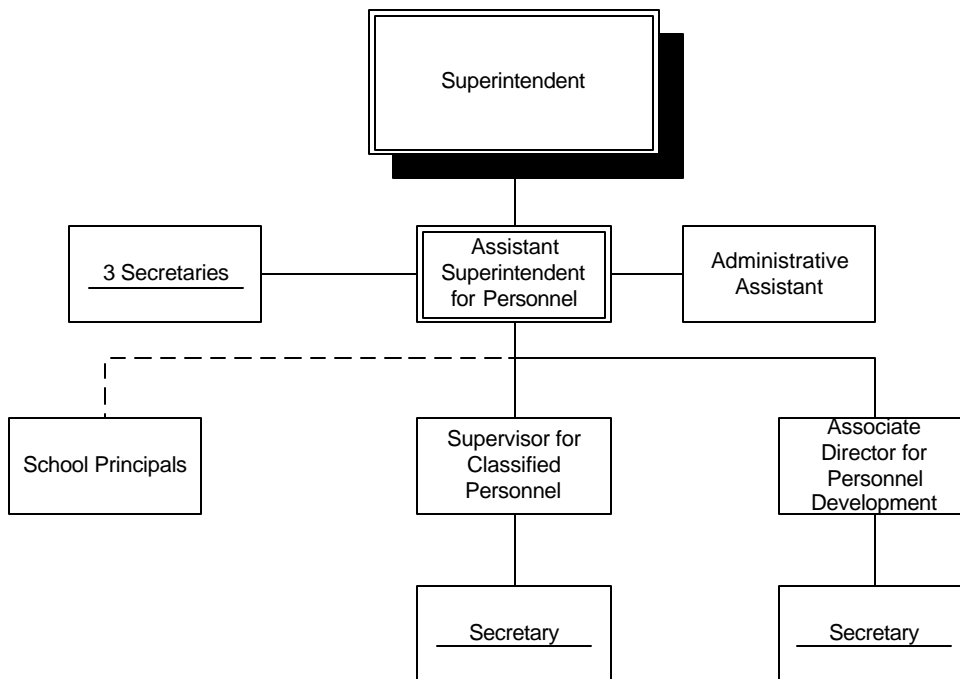 Superintendent
3 Secretaries
Assistant
Superintendent
for Personnel
Administrative
Assistant
School Principals
Supervisor for
Classified
Personnel
Associate
Director for
Personnel
Development
Secretary
Secretary